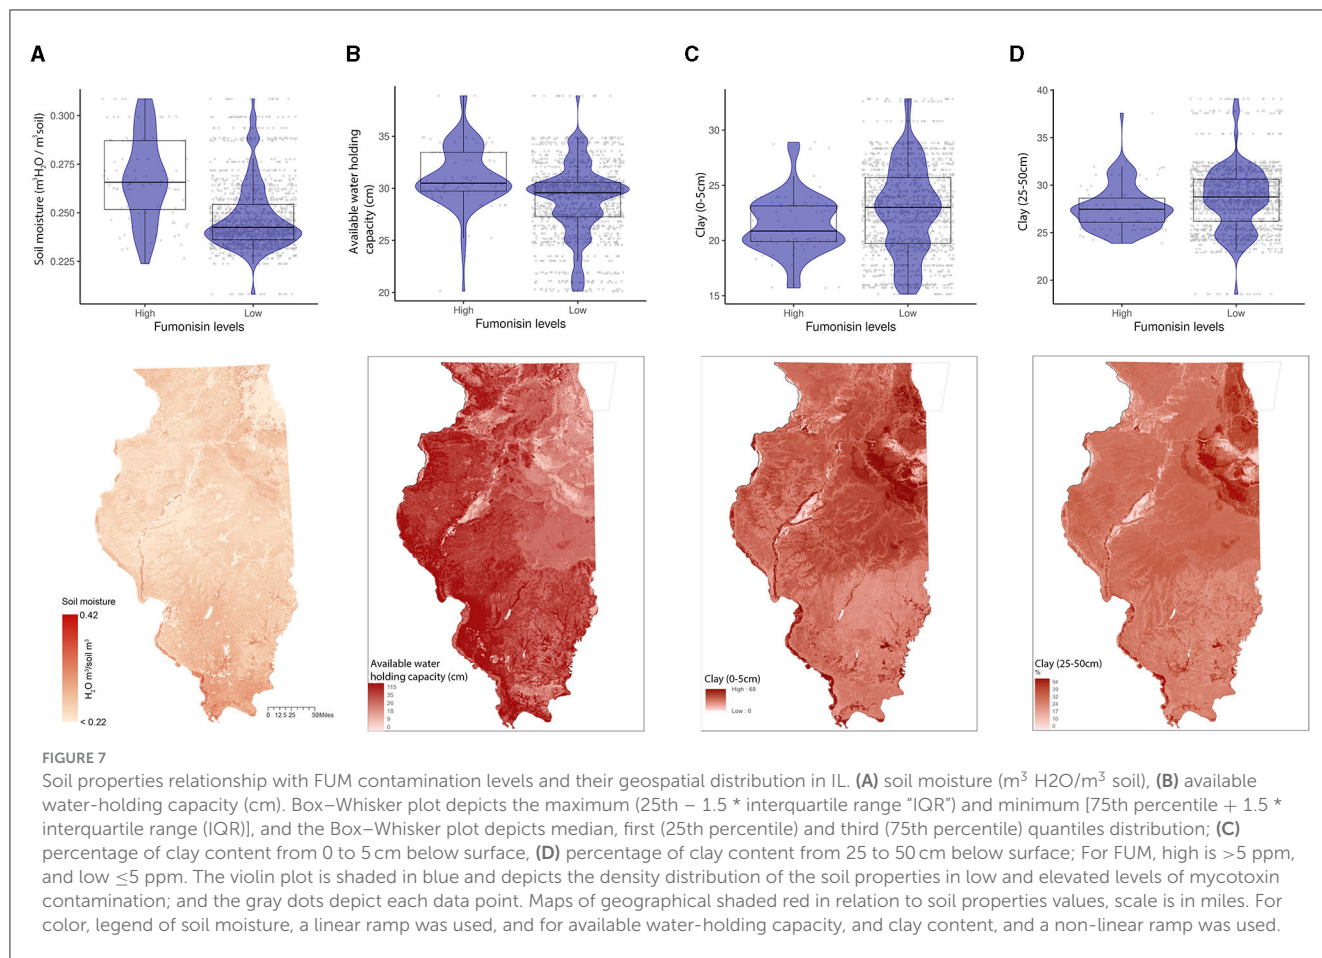 A
B
C
D
Soil moisture (m³H₂O / m³soil)
0.300
0.275
0.250
0.225
High
Low
Fumonisin levels
Available water holding
capacity (cm)
35
30
25
20
High
Low
Fumonisin levels
Clay (0-5cm)
30
25
20
15
High
Low
Fumonisin levels
Clay (25-50cm)
40
35
30
25
20
High
Low
Fumonisin levels
Soil moisture
0.42
H₂O m³/soil m³
< 0.22
0 12.5 25 50Miles
Available water
holding capacity (cm)
115
35
26
18
9
0
Clay (0-5cm)
High : 68
Low : 0
Clay (25-50cm)
%
94
32
24
17
10
0
FIGURE 7
Soil properties relationship with FUM contamination levels and their geospatial distribution in IL. (A) soil moisture (m³ H2O/m³ soil), (B) available
water-holding capacity (cm). Box–Whisker plot depicts the maximum (25th − 1.5 * interquartile range "IQR") and minimum [75th percentile + 1.5 *
interquartile range (IQR)], and the Box–Whisker plot depicts median, first (25th percentile) and third (75th percentile) quantiles distribution; (C)
percentage of clay content from 0 to 5 cm below surface, (D) percentage of clay content from 25 to 50 cm below surface; For FUM, high is >5 ppm,
and low ≤5 ppm. The violin plot is shaded in blue and depicts the density distribution of the soil properties in low and elevated levels of mycotoxin
contamination; and the gray dots depict each data point. Maps of geographical shaded red in relation to soil properties values, scale is in miles. For
color, legend of soil moisture, a linear ramp was used, and for available water-holding capacity, and clay content, and a non-linear ramp was used.